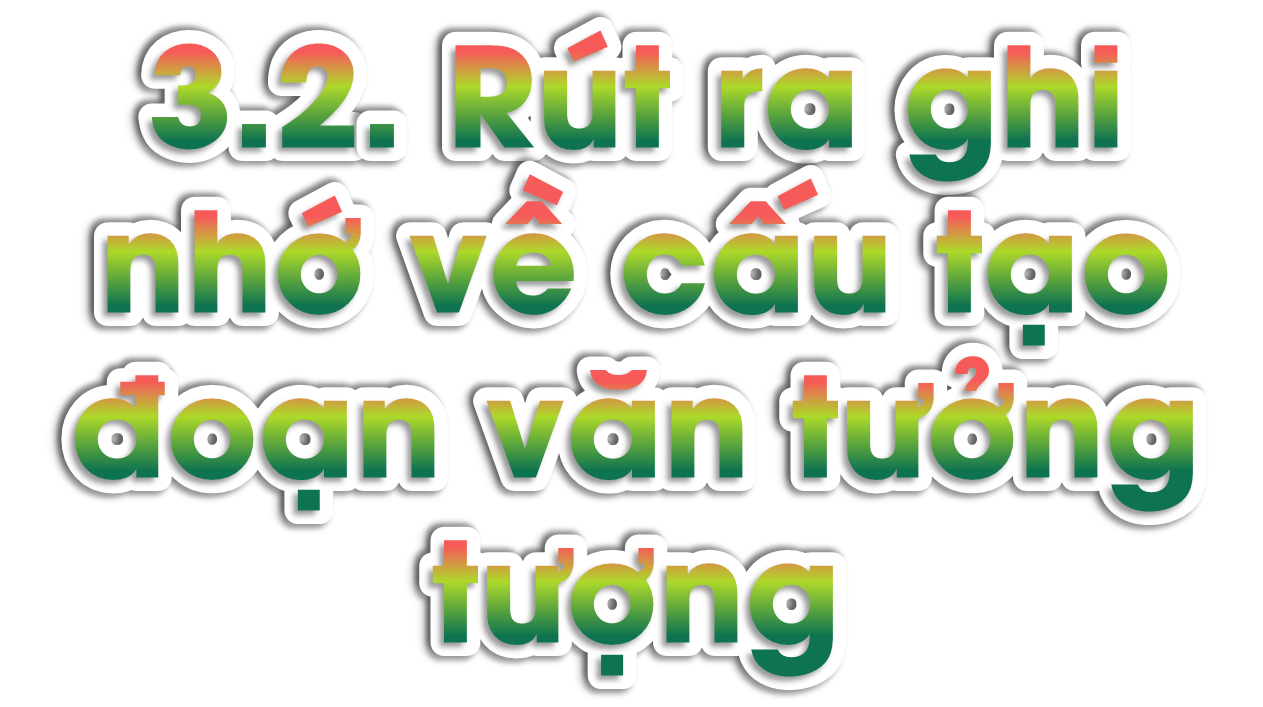 3.2. Rút ra ghi
nhớ về cấu tạo
đoạn văn tưởng
tượng